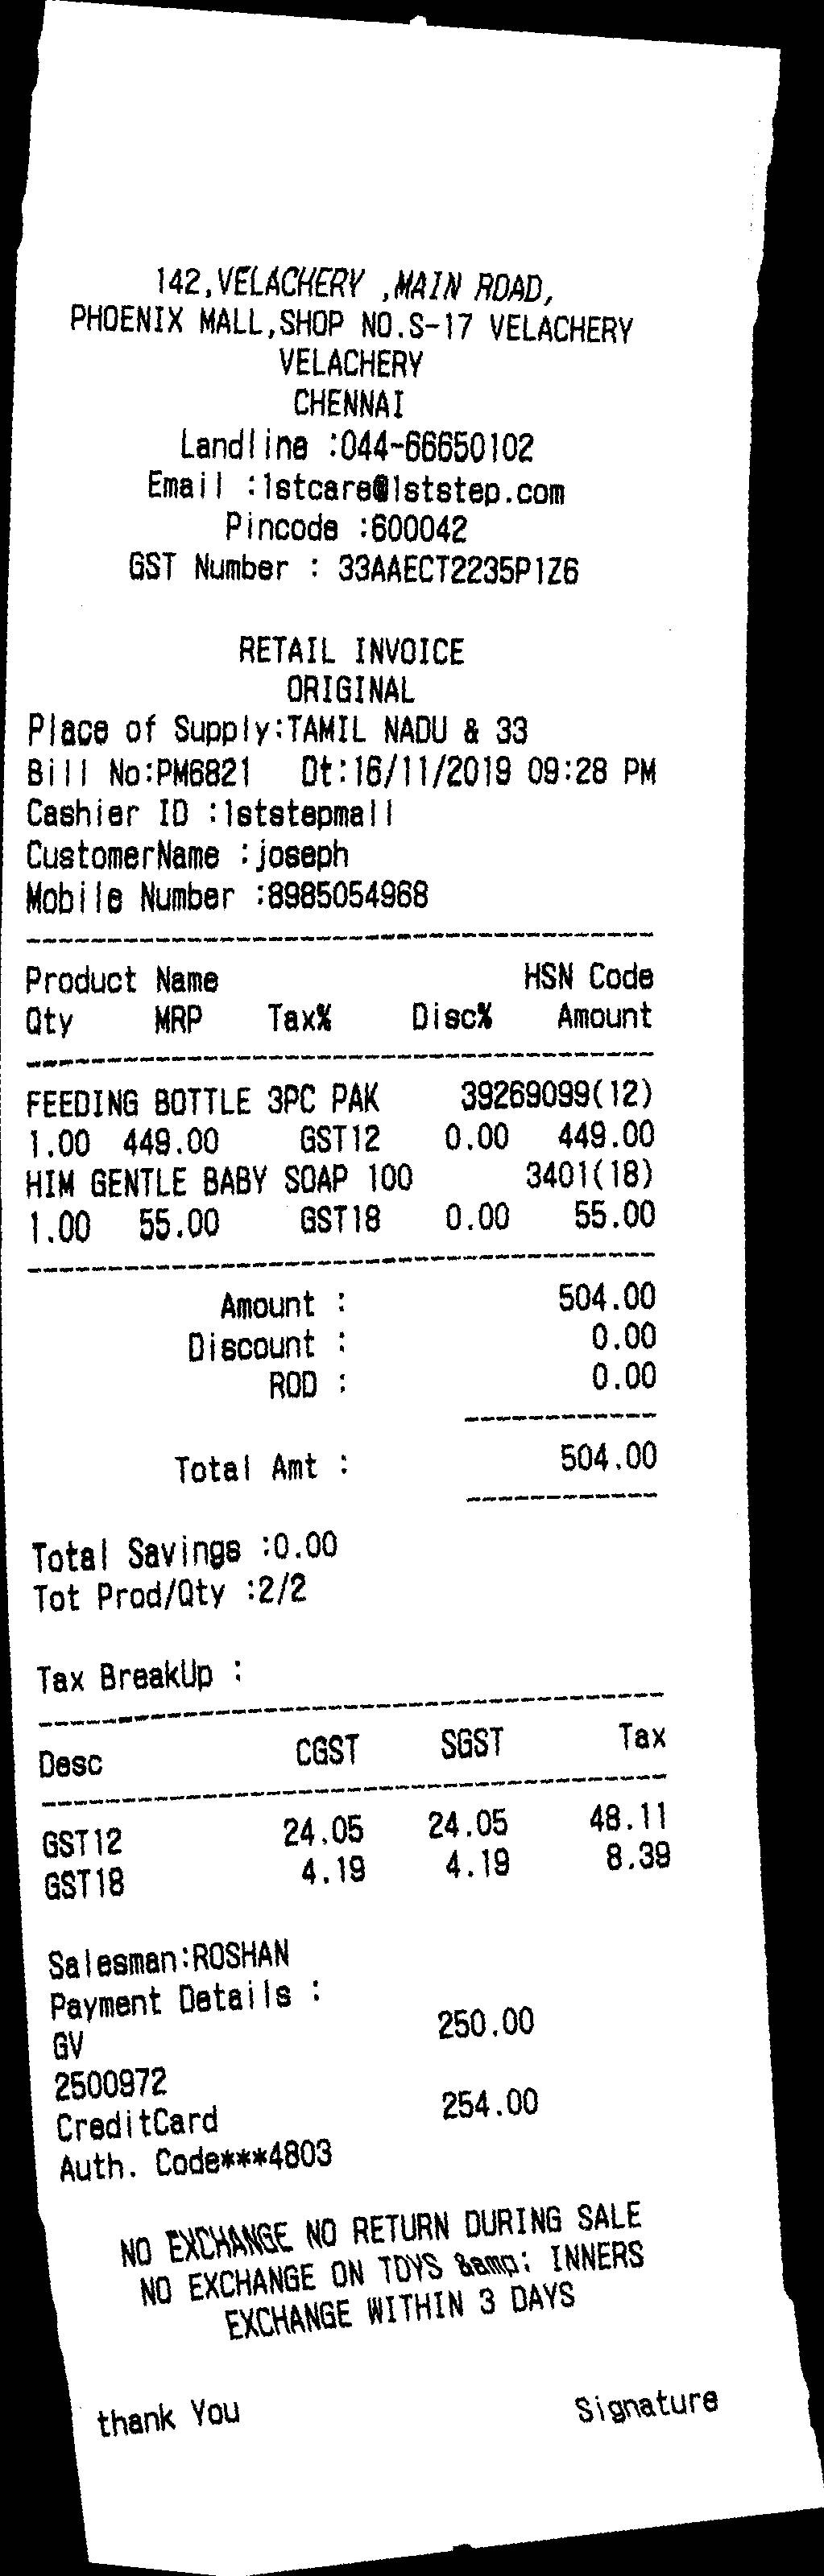 142,VELACHERY ,MAIN ROAD,
PHOENIX MALL,SHOP NO.S-17 VELACHERY
VELACHERY
CHENNAI
Landline :044-66650102
Email :1stcare@1ststep.com
Pincode :600042
GST Number : 33AAECT2235P1Z6
RETAIL INVOICE
ORIGINAL
Place of Supply:TAMIL NADU & 33
Bill No:PM6821 Dt:16/11/2019 09:28 PM
Cashier ID :1ststepmall
CustomerName :joseph
Mobile Number :8985054968
Product Name HSN Code
Qty MRP Tax% Disc% Amount
FEEDING BOTTLE 3PC PAK 39269099(12)
1.00 449.00 GST12 0.00 449.00
HIM GENTLE BABY SOAP 100 3401(18)
1.00 55.00 GST18 0.00 55.00
Amount : 504.00
Discount : 0.00
ROD : 0.00
Total Amt : 504.00
Total Savings :0.00
Tot Prod/Qty :2/2
Tax BreakUp :
Desc CGST SGST Tax
GST12 24.05 24.05 48.11
GST18 4.19 4.19 8.39
Salesman:ROSHAN
Payment Details :
GV 250.00
2500972
CreditCard 254.00
Auth. Code***4803
NO EXCHANGE NO RETURN DURING SALE
NO EXCHANGE ON TOYS &amp; INNERS
EXCHANGE WITHIN 3 DAYS
thank You Signature